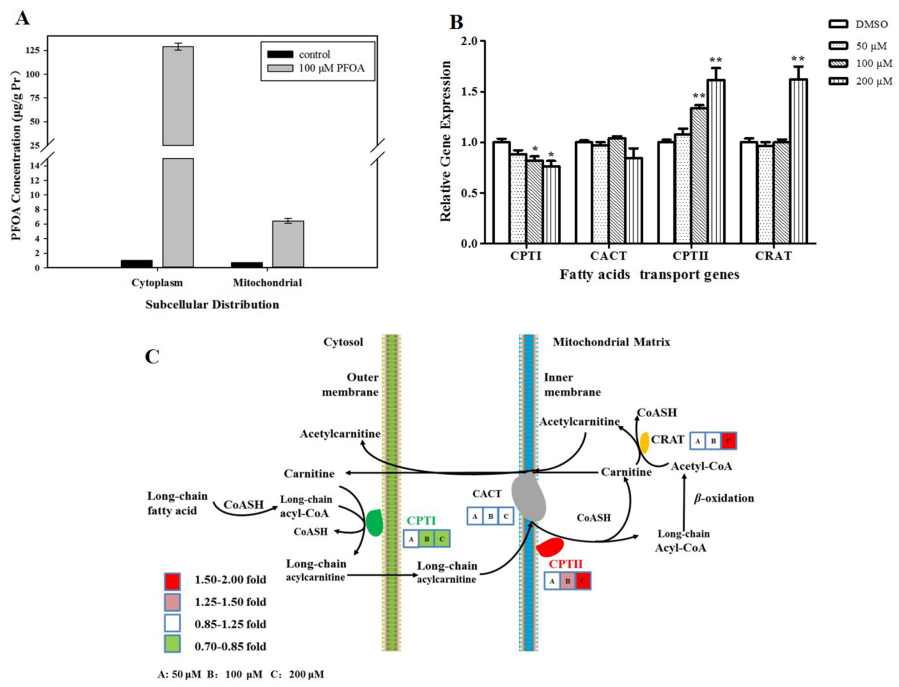 A
PFOA Concentration (µg/g Pr)
125
100
75
50
25
14
12
10
8
6
4
2
0
control
100 µM PFOA
Cytoplasm
Mitochondrial
Subcellular Distribution
B
Relative Gene Expression
2.0
1.5
1.0
0.5
0.0
*
*
**
**
**
DMSO
50 µM
100 µM
200 µM
CPTI
CACT
CPTII
CRAT
Fatty acids transport genes
C
Cytosol
Mitochondrial Matrix
Outer
membrane
Inner
membrane
Acetylcarnitine
Acetylcarnitine
CoASH
CRAT
A B C
Carnitine
Carnitine
Acetyl-CoA
Long-chain
fatty acid
CoASH
Long-chain
acyl-CoA
CoASH
CPTI
A B C
CACT
A B C
CoASH
β-oxidation
Long-chain
Acyl-CoA
Long-chain
acylcarnitine
Long-chain
acylcarnitine
CPTII
A B C
1.50-2.00 fold
1.25-1.50 fold
0.85-1.25 fold
0.70-0.85 fold
A: 50 µM B: 100 µM C: 200 µM